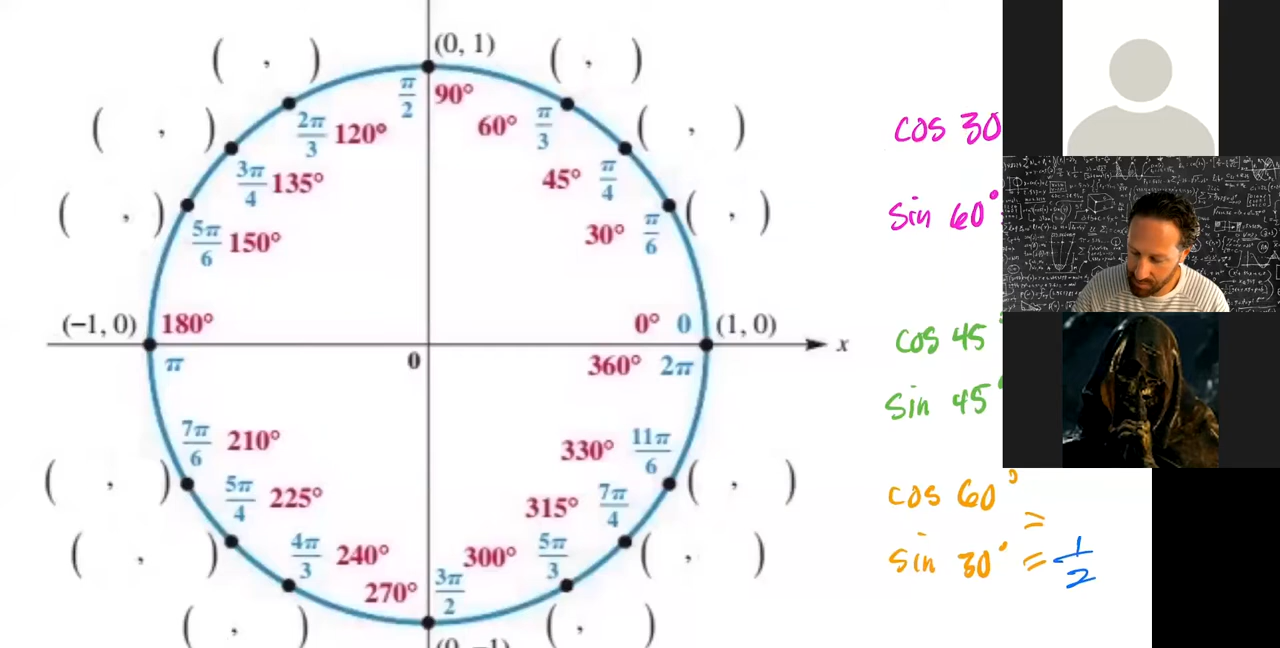 ( , ) (0, 1) ( , )
π/2 90°
( , ) 2π/3 120° 60° π/3 ( , )
3π/4 135° 45° π/4
( , ) 5π/6 150° 30° π/6 ( , )
(−1, 0) 180° 0° 0 (1, 0)
π 0 360° 2π x
7π/6 210° 330° 11π/6
( , ) 5π/4 225° 315° 7π/4 ( , )
( , ) 4π/3 240° 300° 5π/3 ( , )
270° 3π/2
( , ) (0, −1) ( , )
cos 30
sin 60°
cos 45°
sin 45°
cos 60° =
sin 30° = 1/2